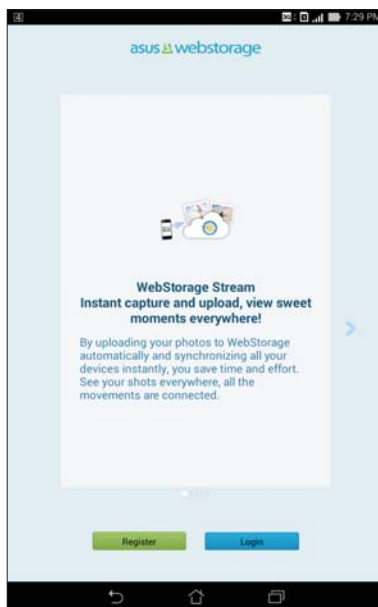 7:29 PM
asus webstorage
WebStorage Stream
Instant capture and upload, view sweet
moments everywhere!
By uploading your photos to WebStorage
automatically and synchronizing all your
devices instantly, you save time and effort.
See your shots everywhere, all the
movements are connected.
Register
Login